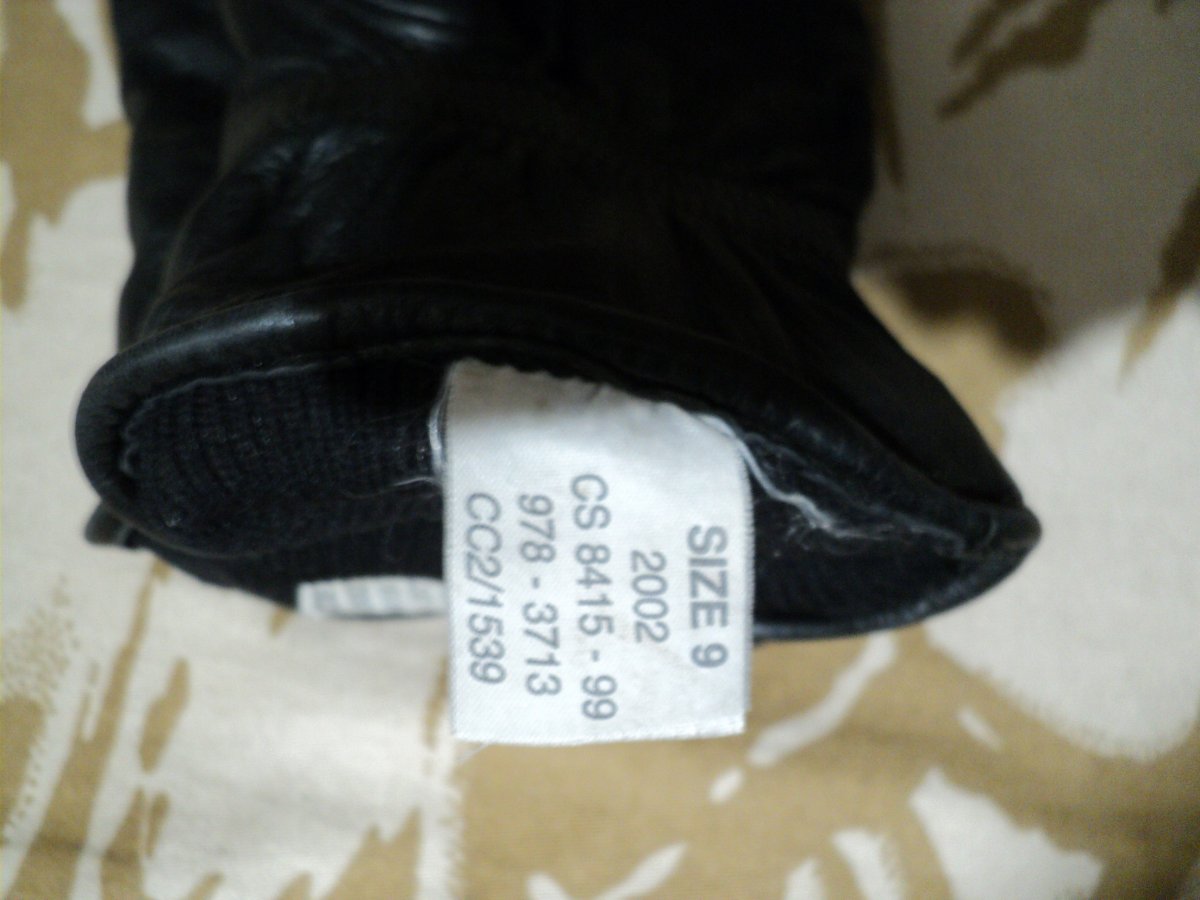 SIZE 9
2002
CS 8415 - 99
978 - 3713
CC2/1539